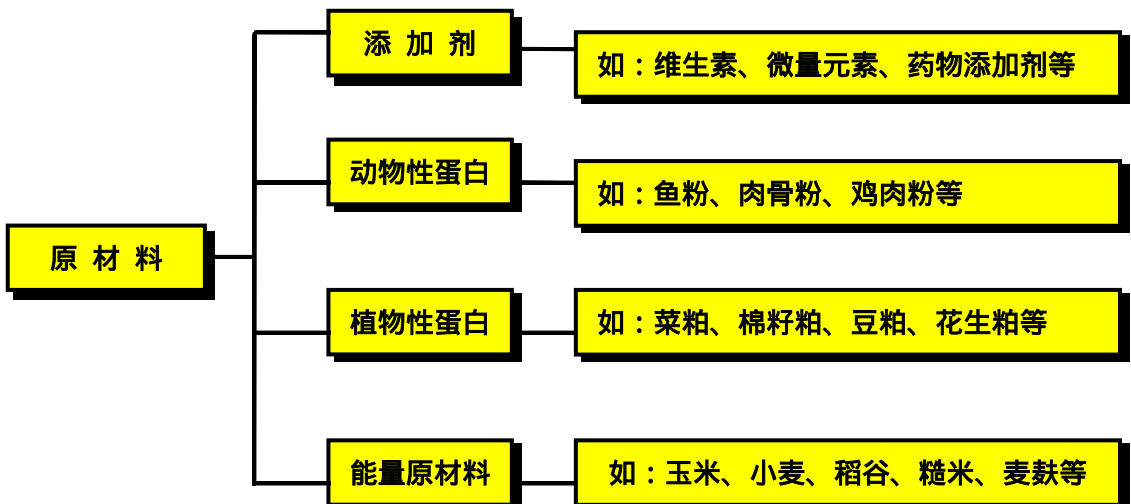 添 加 剂
如：维生素、微量元素、药物添加剂等
动物性蛋白
如：鱼粉、肉骨粉、鸡肉粉等
原 材 料
植物性蛋白
如：菜粕、棉籽粕、豆粕、花生粕等
能量原材料
如：玉米、小麦、稻谷、糙米、麦麸等